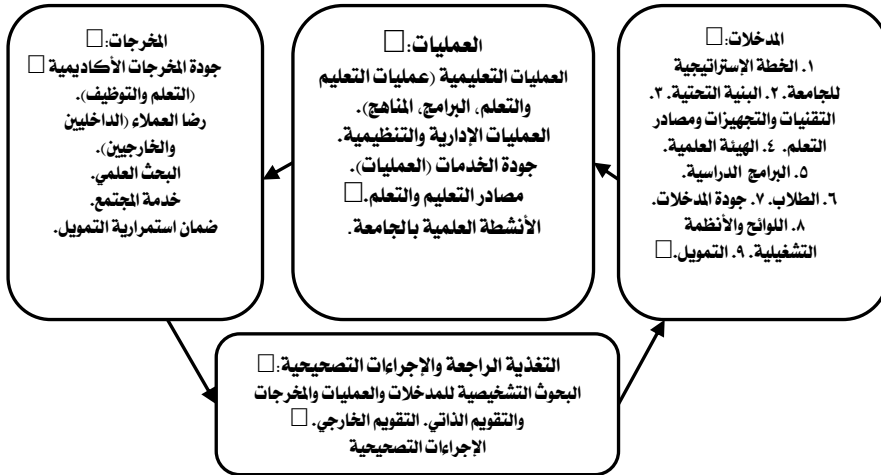 المدخلات:
١. الخطة الإستراتيجية
للجامعة. ٢. البنية التحتية. ٣.
التقنيات والتجهيزات ومصادر
التعلم. ٤. الهيئة العلمية.
٥. البرامج الدراسية.
٦. الطلاب. ٧. جودة المدخلات.
٨. اللوائح والأنظمة
التشغيلية. ٩. التمويل.
العمليات:
العمليات التعليمية (عمليات التعليم
والتعلم، البرامج، المناهج).
العمليات الإدارية والتنظيمية.
جودة الخدمات (العمليات).
مصادر التعليم والتعلم.
الأنشطة العلمية بالجامعة.
المخرجات:
جودة المخرجات الأكاديمية
(التعلم والتوظيف).
رضا العملاء (الداخليين
والخارجيين).
البحث العلمي.
خدمة المجتمع.
ضمان استمرارية التمويل.
التغذية الراجعة والإجراءات التصحيحية:
البحوث التشخيصية للمدخلات والعمليات والمخرجات
والتقويم الذاتي. التقويم الخارجي.
الإجراءات التصحيحية